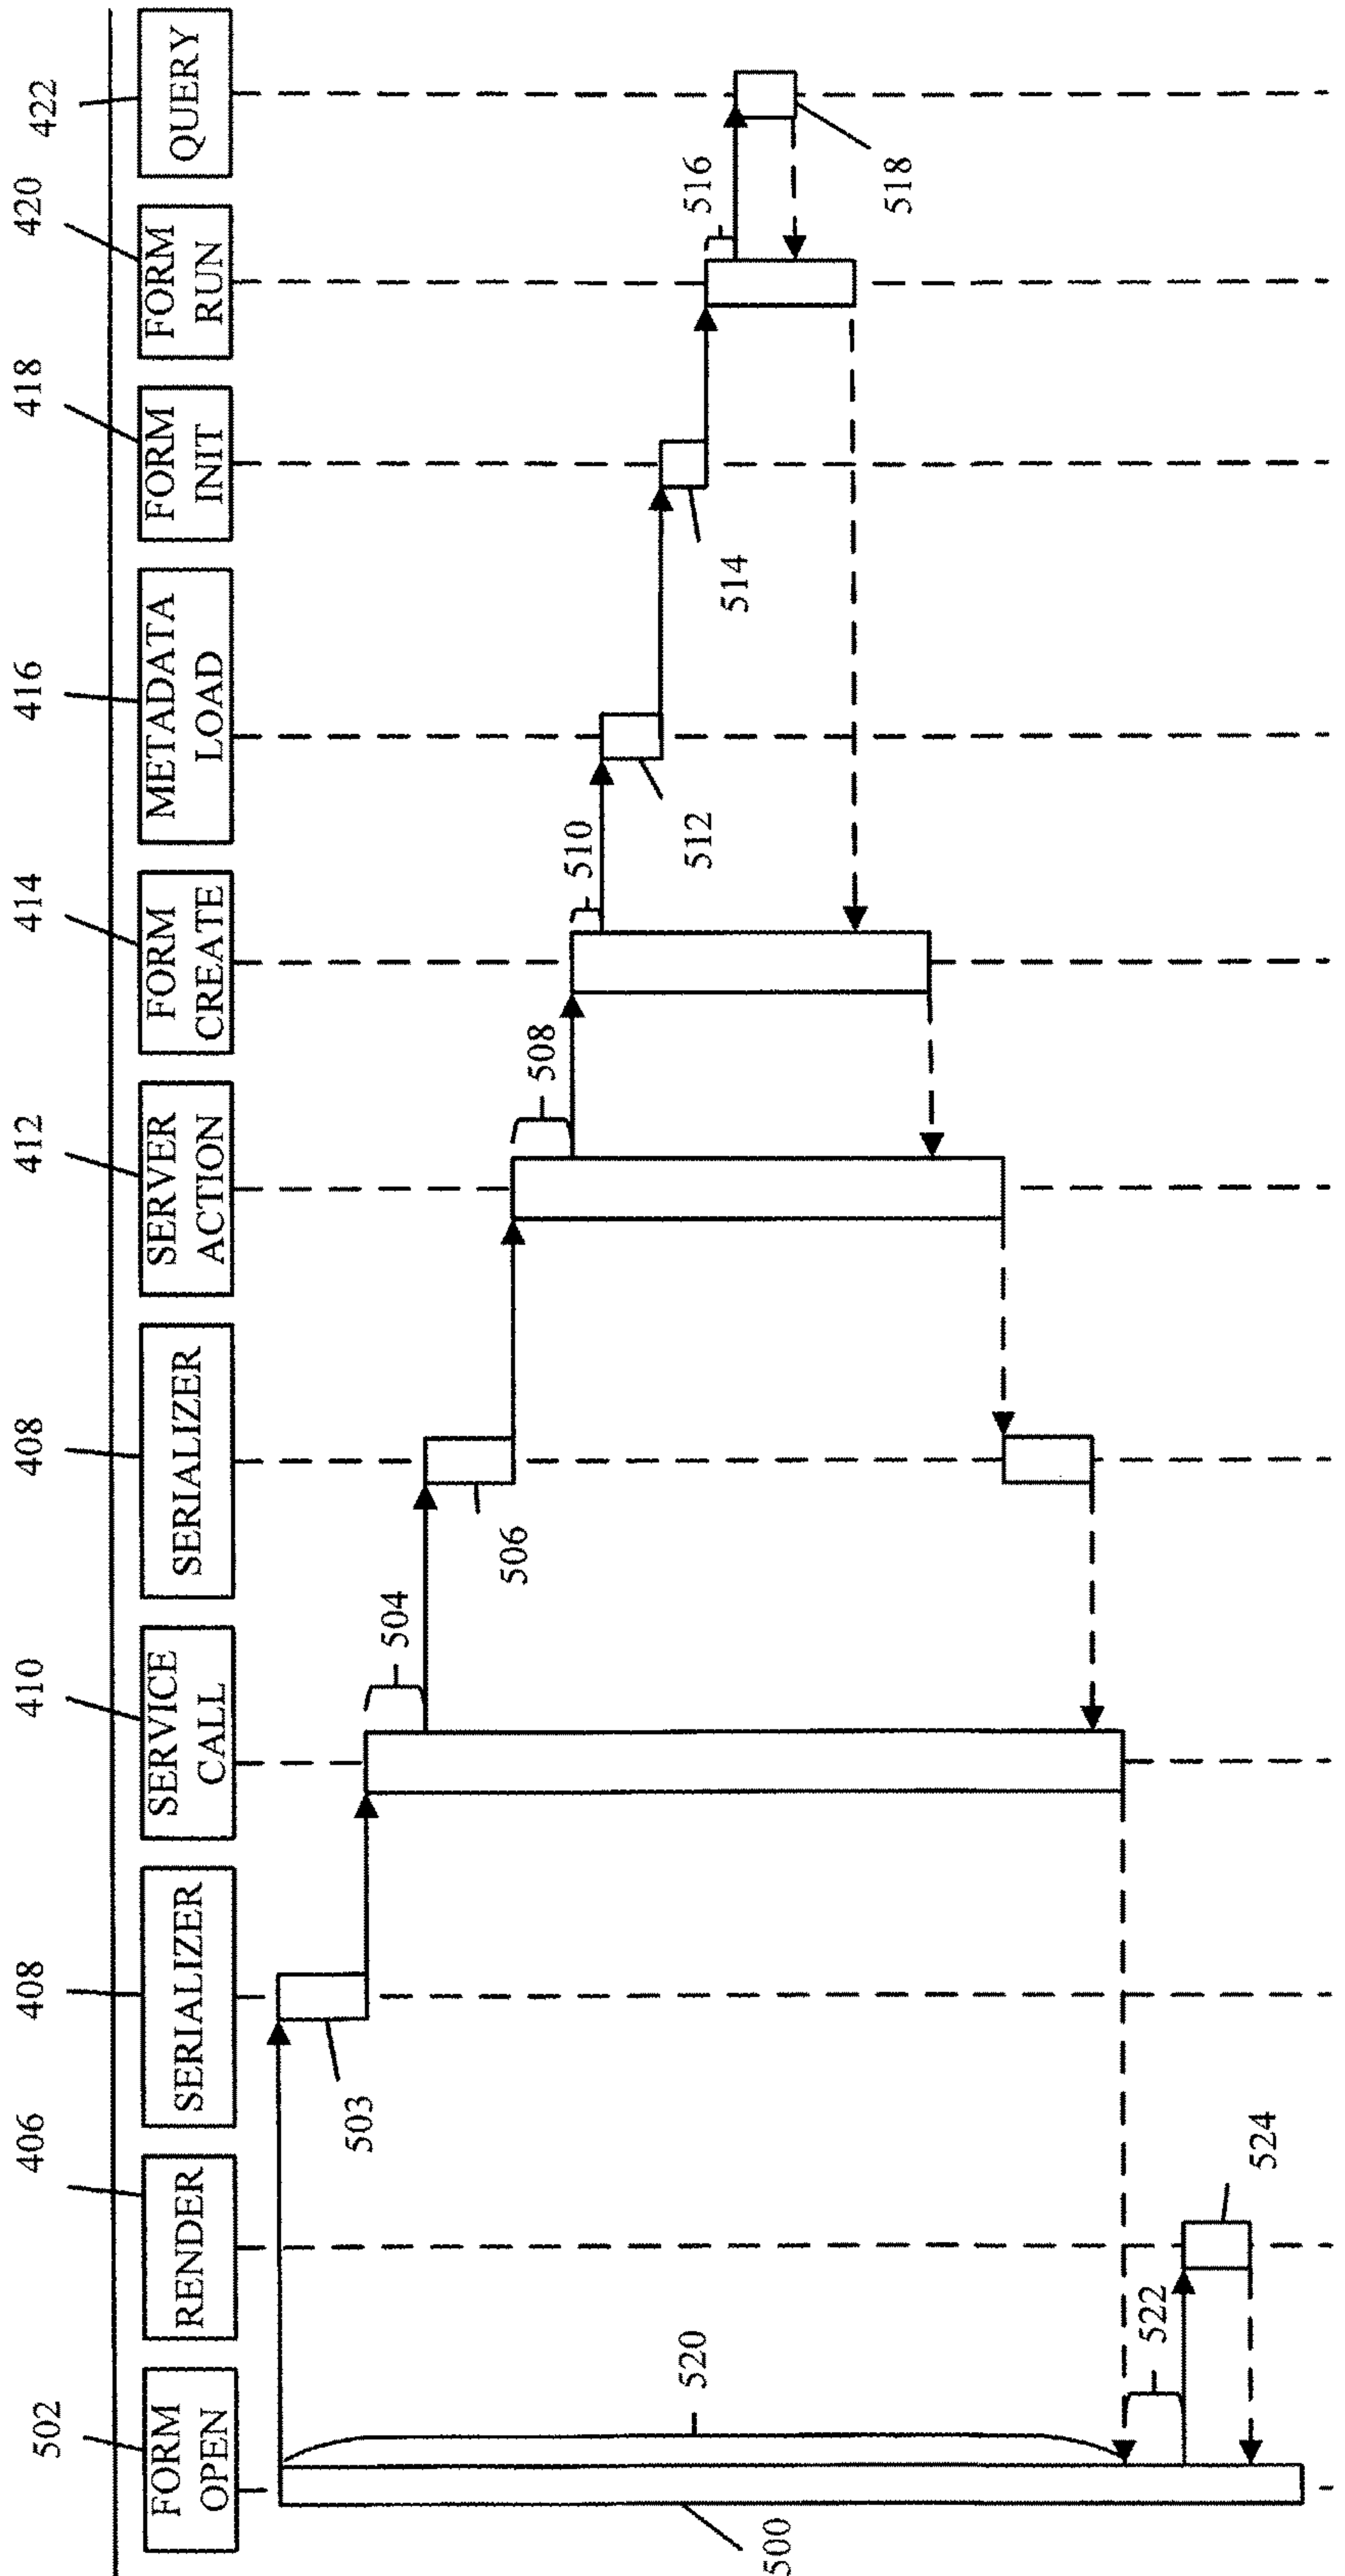 502
406
408
410
408
412
414
416
418
420
422
FORM
OPEN
RENDER
SERIALIZER
SERVICE
CALL
SERIALIZER
SERVER
ACTION
FORM
CREATE
METADATA
LOAD
FORM
INIT
FORM
RUN
QUERY
503
504
506
508
510
512
514
516
518
520
522
524
500